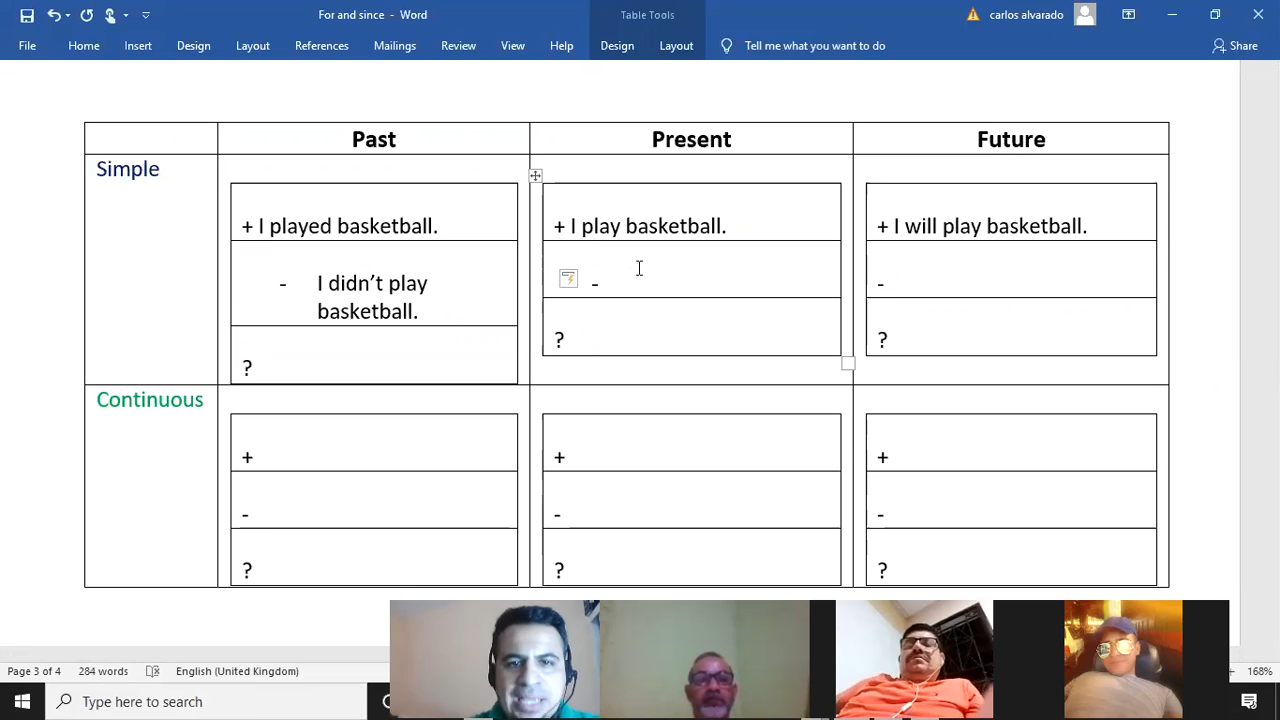 For and since - Word
Table Tools
carlos alvarado
File
Home
Insert
Design
Layout
References
Mailings
Review
View
Help
Design
Layout
Tell me what you want to do
Share
Past
Present
Future
Simple
+ I played basketball.
+ I play basketball.
+ I will play basketball.
- I didn't play
basketball.
-
-
?
?
?
Continuous
+
+
+
-
-
-
?
?
?
Page 3 of 4
284 words
English (United Kingdom)
168%
Type here to search